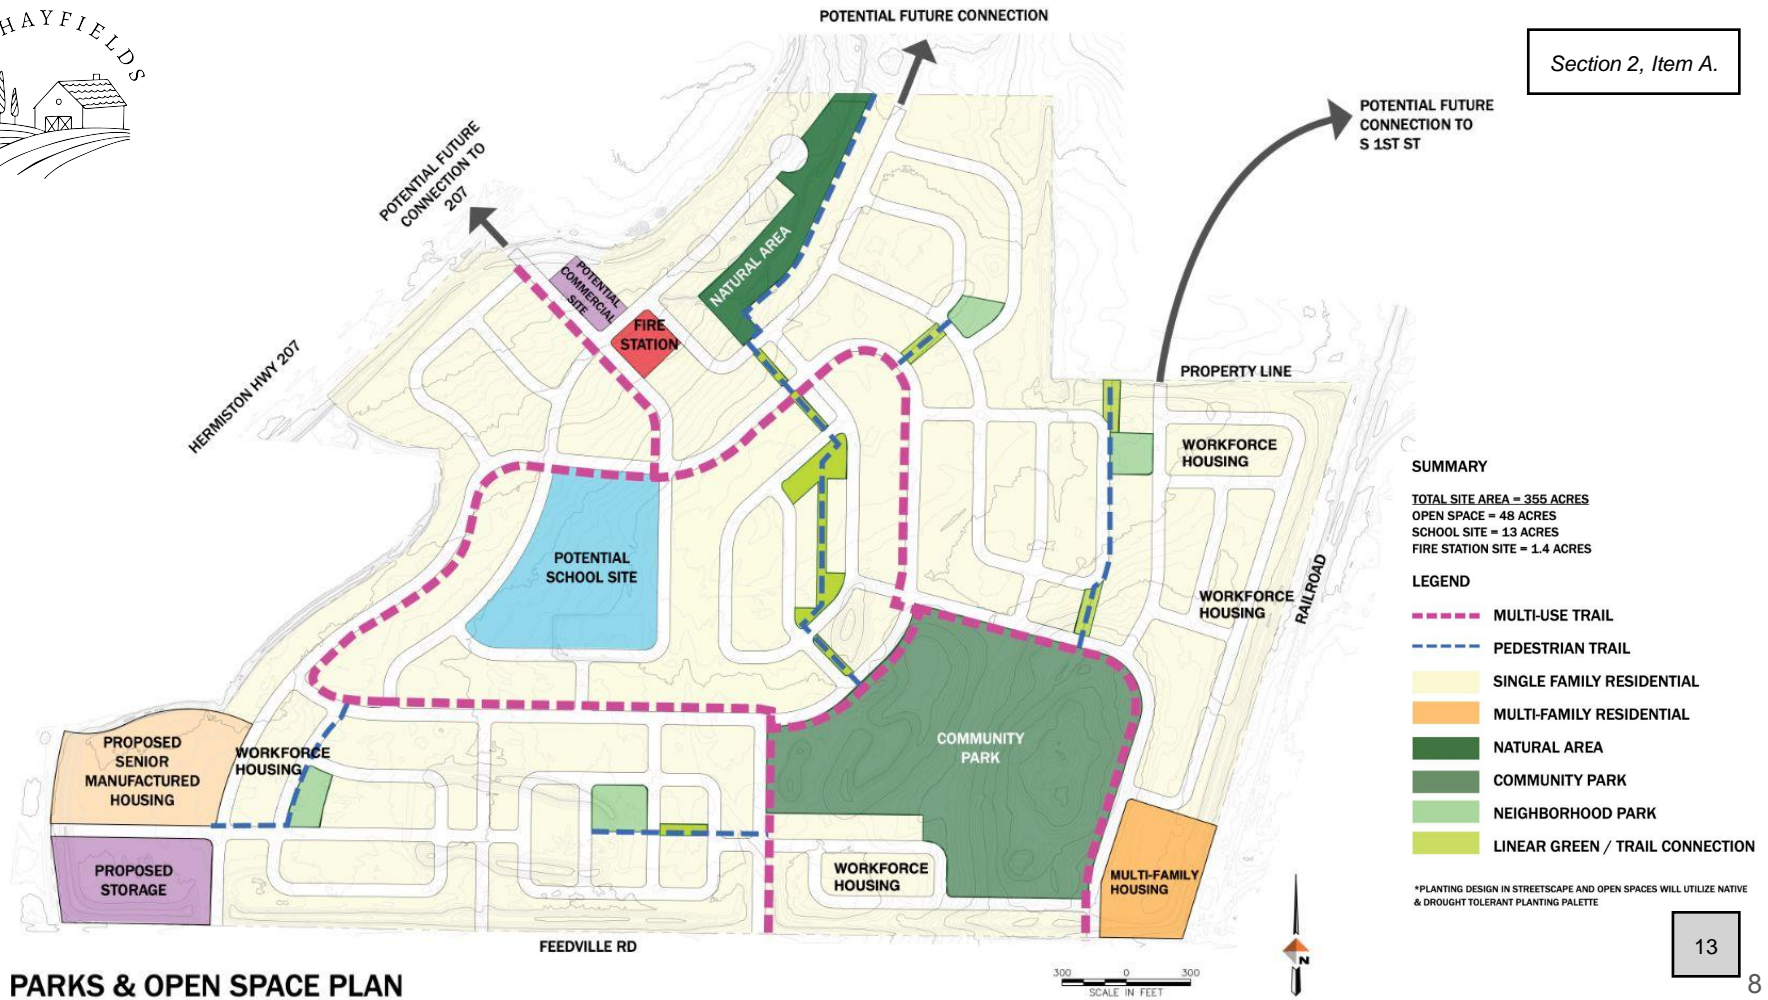 HAYFIELDS
POTENTIAL FUTURE CONNECTION
Section 2, Item A.
POTENTIAL FUTURE
CONNECTION TO
S 1ST ST
POTENTIAL FUTURE
CONNECTION TO
207
NATURAL AREA
POTENTIAL
COMMERCIAL
SITE
FIRE
STATION
HERMISTON HWY 207
PROPERTY LINE
WORKFORCE
HOUSING
POTENTIAL
SCHOOL SITE
WORKFORCE
HOUSING
RAILROAD
COMMUNITY
PARK
PROPOSED
SENIOR
MANUFACTURED
HOUSING
WORKFORCE
HOUSING
PROPOSED
STORAGE
WORKFORCE
HOUSING
MULTI-FAMILY
HOUSING
FEEDVILLE RD
SUMMARY
TOTAL SITE AREA = 355 ACRES
OPEN SPACE = 48 ACRES
SCHOOL SITE = 13 ACRES
FIRE STATION SITE = 1.4 ACRES
LEGEND
MULTI-USE TRAIL
PEDESTRIAN TRAIL
SINGLE FAMILY RESIDENTIAL
MULTI-FAMILY RESIDENTIAL
NATURAL AREA
COMMUNITY PARK
NEIGHBORHOOD PARK
LINEAR GREEN / TRAIL CONNECTION
*PLANTING DESIGN IN STREETSCAPE AND OPEN SPACES WILL UTILIZE NATIVE
& DROUGHT TOLERANT PLANTING PALETTE
300 0 300
SCALE IN FEET
N
13
8
PARKS & OPEN SPACE PLAN